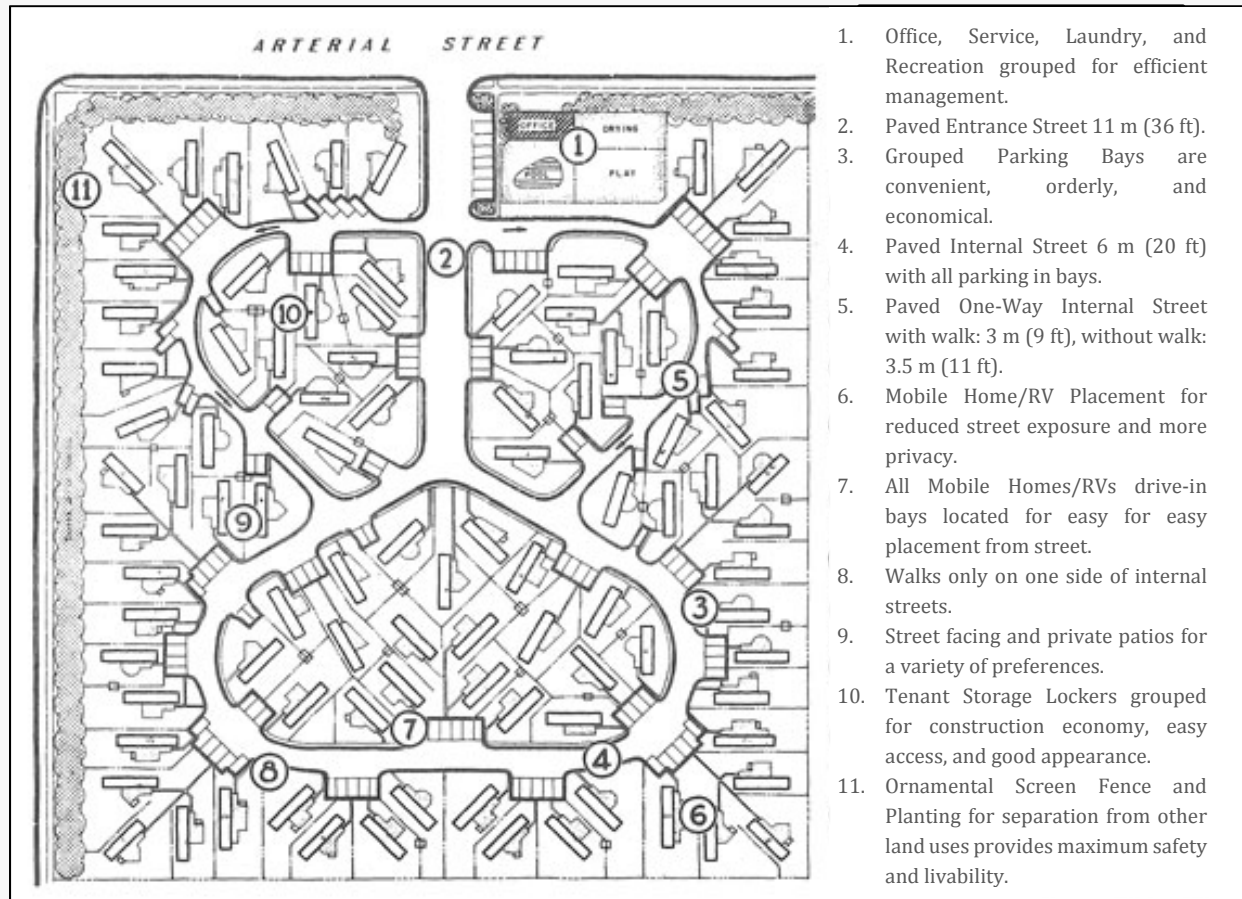 ARTERIAL STREET
OFFICE
DRYING
POOL
PLAY
1
2
3
4
5
6
7
8
9
10
11
1. Office, Service, Laundry, and
Recreation grouped for efficient
management.
2. Paved Entrance Street 11 m (36 ft).
3. Grouped Parking Bays are
convenient, orderly, and
economical.
4. Paved Internal Street 6 m (20 ft)
with all parking in bays.
5. Paved One-Way Internal Street
with walk: 3 m (9 ft), without walk:
3.5 m (11 ft).
6. Mobile Home/RV Placement for
reduced street exposure and more
privacy.
7. All Mobile Homes/RVs drive-in
bays located for easy for easy
placement from street.
8. Walks only on one side of internal
streets.
9. Street facing and private patios for
a variety of preferences.
10. Tenant Storage Lockers grouped
for construction economy, easy
access, and good appearance.
11. Ornamental Screen Fence and
Planting for separation from other
land uses provides maximum safety
and livability.